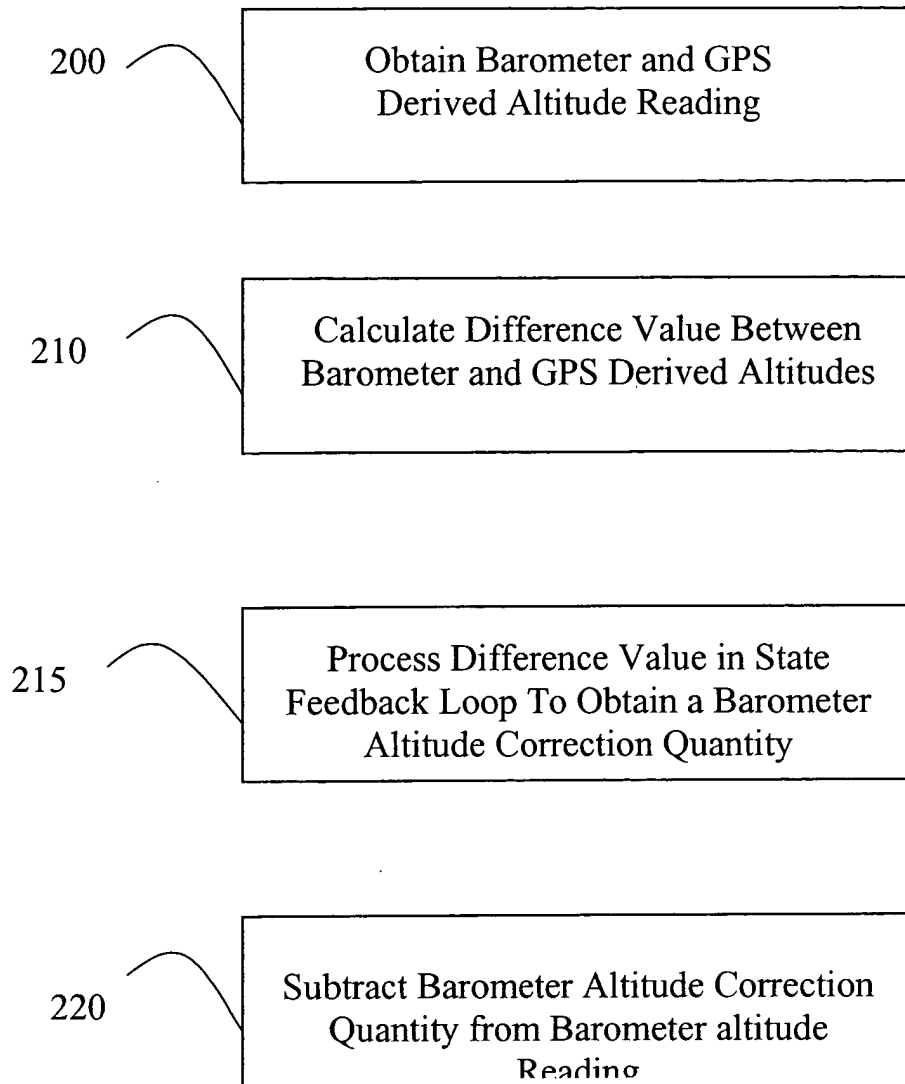 200
Obtain Barometer and GPS
Derived Altitude Reading
210
Calculate Difference Value Between
Barometer and GPS Derived Altitudes
215
Process Difference Value in State
Feedback Loop To Obtain a Barometer
Altitude Correction Quantity
220
Subtract Barometer Altitude Correction
Quantity from Barometer altitude
Reading